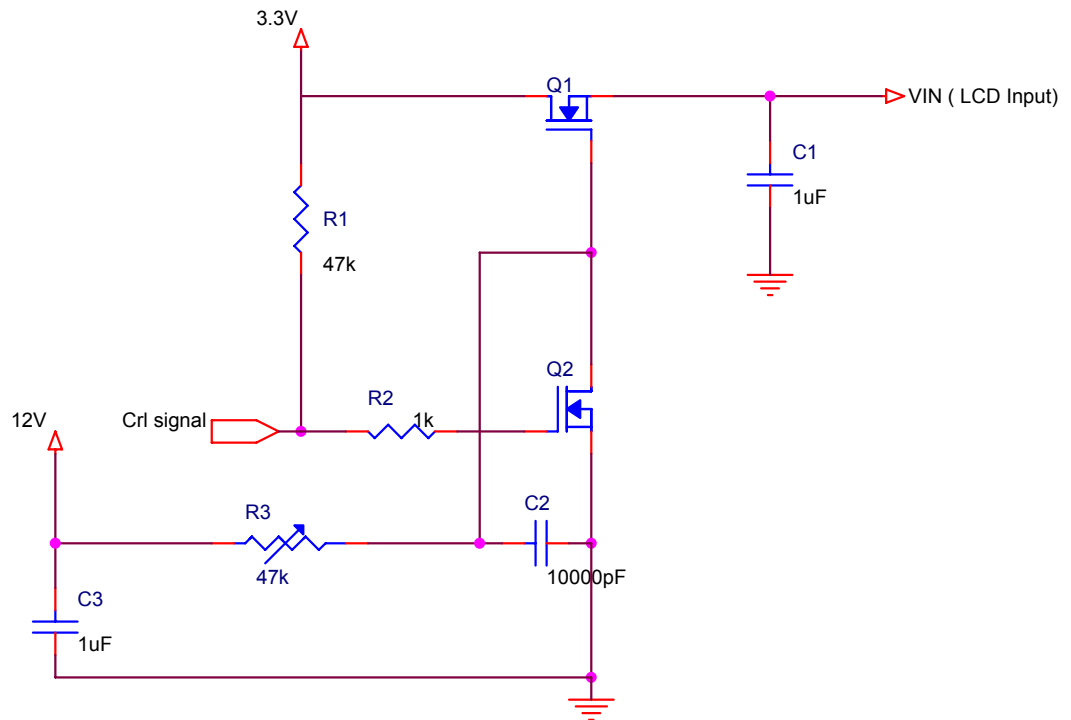 3.3V
Q1
VIN ( LCD Input)
C1
1uF
R1
47k
Q2
R2
1k
12V
Crl signal
R3
47k
C2
10000pF
C3
1uF